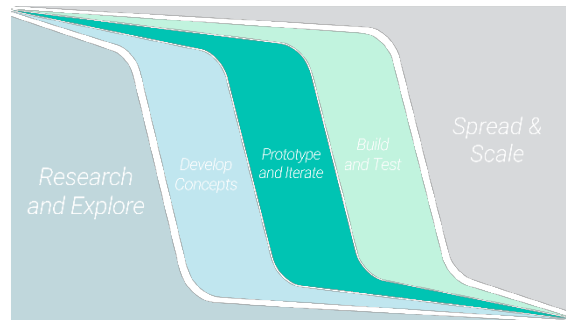 Research
and Explore
Develop
Concepts
Prototype
and Iterate
Build
and Test
Spread &
Scale